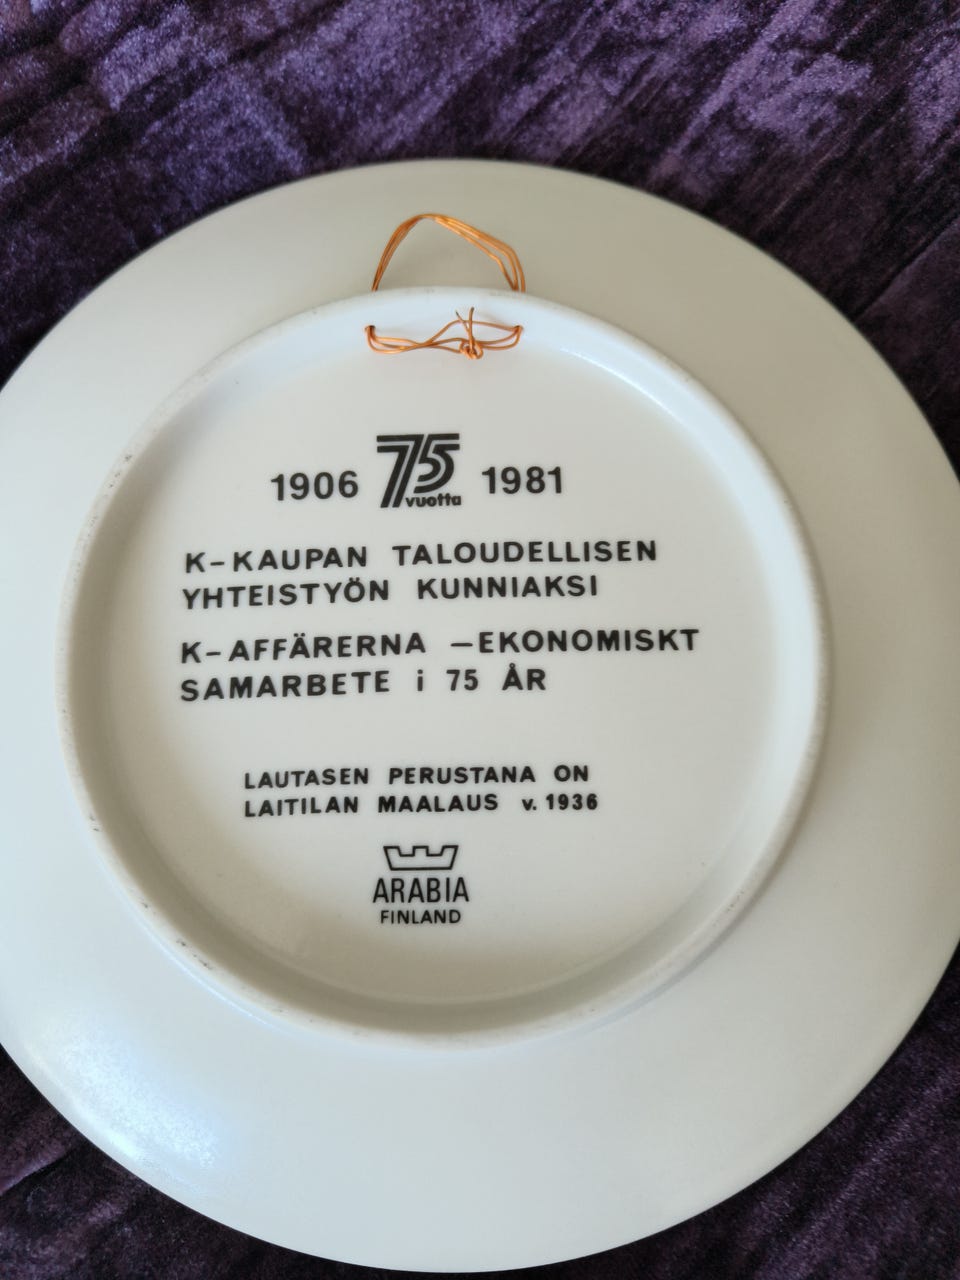 1906 75 vuotta 1981
K-KAUPAN TALOUDELLISEN
YHTEISTYÖN KUNNIAKSI
K-AFFÄRERNA -EKONOMISKT
SAMARBETE i 75 ÅR
LAUTASEN PERUSTANA ON
LAITILAN MAALAUS v. 1936
ARABIA
FINLAND